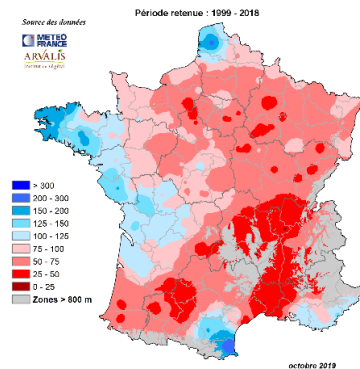 Période retenue : 1999 - 2018
Source des données
METEO
FRANCE
ARVALIS
> 300
200 - 300
150 - 200
125 - 150
100 - 125
75 - 100
50 - 75
25 - 50
0 - 25
Zones > 800 m
octobre 2019